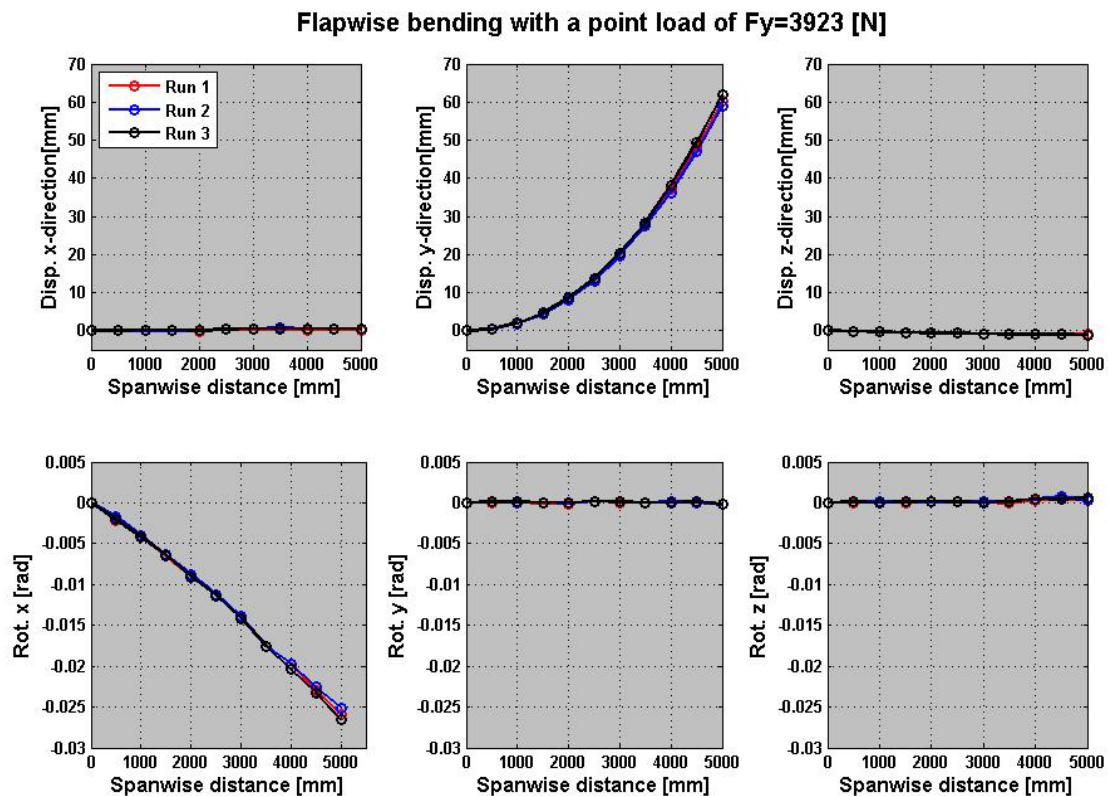 Flapwise bending with a point load of Fy=3923 [N]
70
60
50
40
30
20
10
0
Disp. x-direction[mm]
Run 1
Run 2
Run 3
0 1000 2000 3000 4000 5000
Spanwise distance [mm]
70
60
50
40
30
20
10
0
Disp. y-direction[mm]
0 1000 2000 3000 4000 5000
Spanwise distance [mm]
70
60
50
40
30
20
10
0
Disp. z-direction[mm]
0 1000 2000 3000 4000 5000
Spanwise distance [mm]
0.005
0
-0.005
-0.01
-0.015
-0.02
-0.025
-0.03
Rot. x [rad]
0 1000 2000 3000 4000 5000
Spanwise distance [mm]
0.005
0
-0.005
-0.01
-0.015
-0.02
-0.025
-0.03
Rot. y [rad]
0 1000 2000 3000 4000 5000
Spanwise distance [mm]
0.005
0
-0.005
-0.01
-0.015
-0.02
-0.025
-0.03
Rot. z [rad]
0 1000 2000 3000 4000 5000
Spanwise distance [mm]